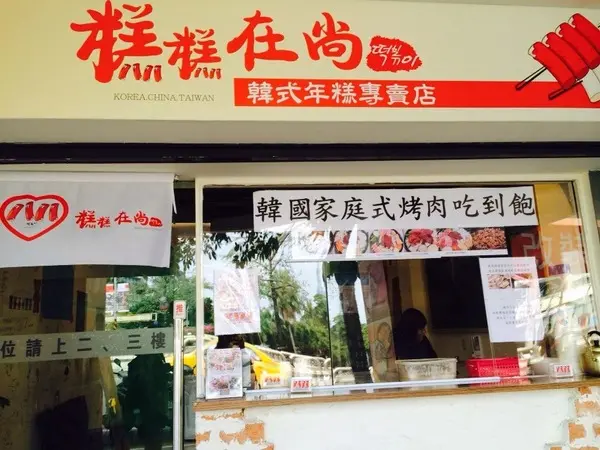 糕糕在尚
떡볶이
KOREA.CHINA.TAIWAN
韓式年糕專賣店
糕糕在尚
韓國家庭式烤肉吃到飽
推
位請上二、三樓